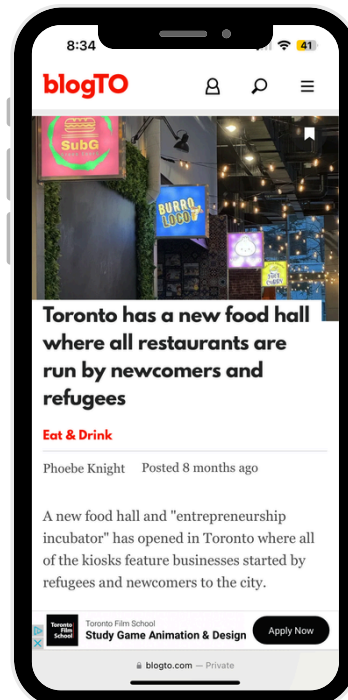 8:34
41
blogTO
SubG
BURRO
LOCO
Toronto has a new food hall
where all restaurants are
run by newcomers and
refugees
Eat & Drink
Phoebe Knight Posted 8 months ago
A new food hall and "entrepreneurship
incubator" has opened in Toronto where all
of the kiosks feature businesses started by
refugees and newcomers to the city.
Toronto
Film
School
Toronto Film School
Study Game Animation & Design
Apply Now
blogto.com — Private